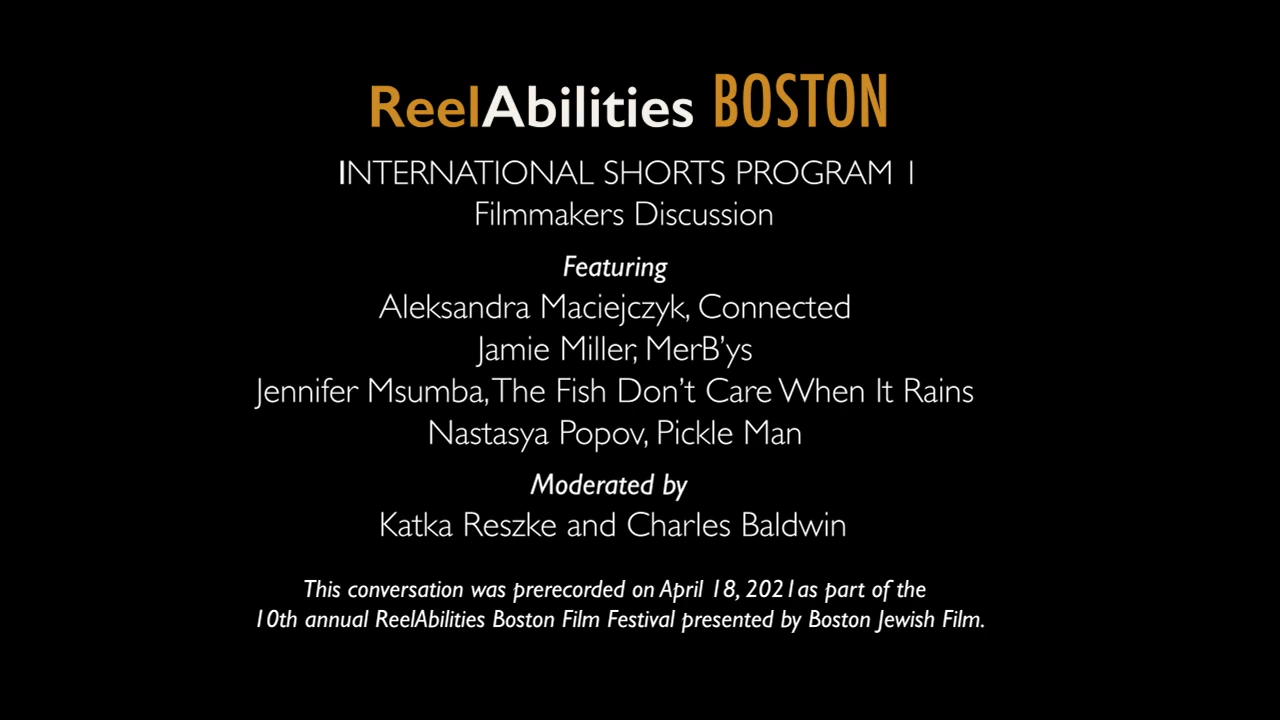 ReelAbilities BOSTON
INTERNATIONAL SHORTS PROGRAM 1
Filmmakers Discussion
Featuring
Aleksandra Maciejczyk, Connected
Jamie Miller, MerB'ys
Jennifer Msumba, The Fish Don't Care When It Rains
Nastasya Popov, Pickle Man
Moderated by
Katka Reszke and Charles Baldwin
This conversation was prerecorded on April 18, 2021as part of the
10th annual ReelAbilities Boston Film Festival presented by Boston Jewish Film.